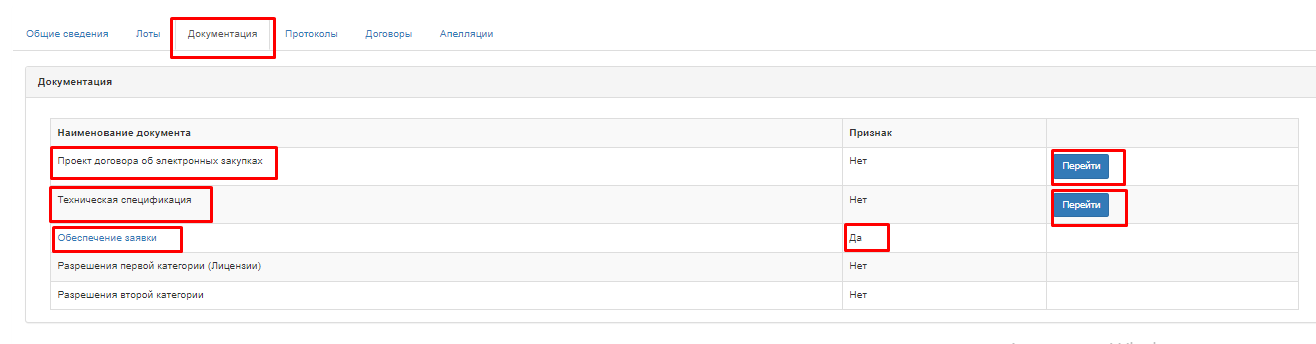 Общие сведения Лоты Документация Протоколы Договоры Апелляции
Документация
Наименование документа Признак
Проект договора об электронных закупках Нет Перейти
Техническая спецификация Нет Перейти
Обеспечение заявки Да
Разрешения первой категории (Лицензии) Нет
Разрешения второй категории Нет